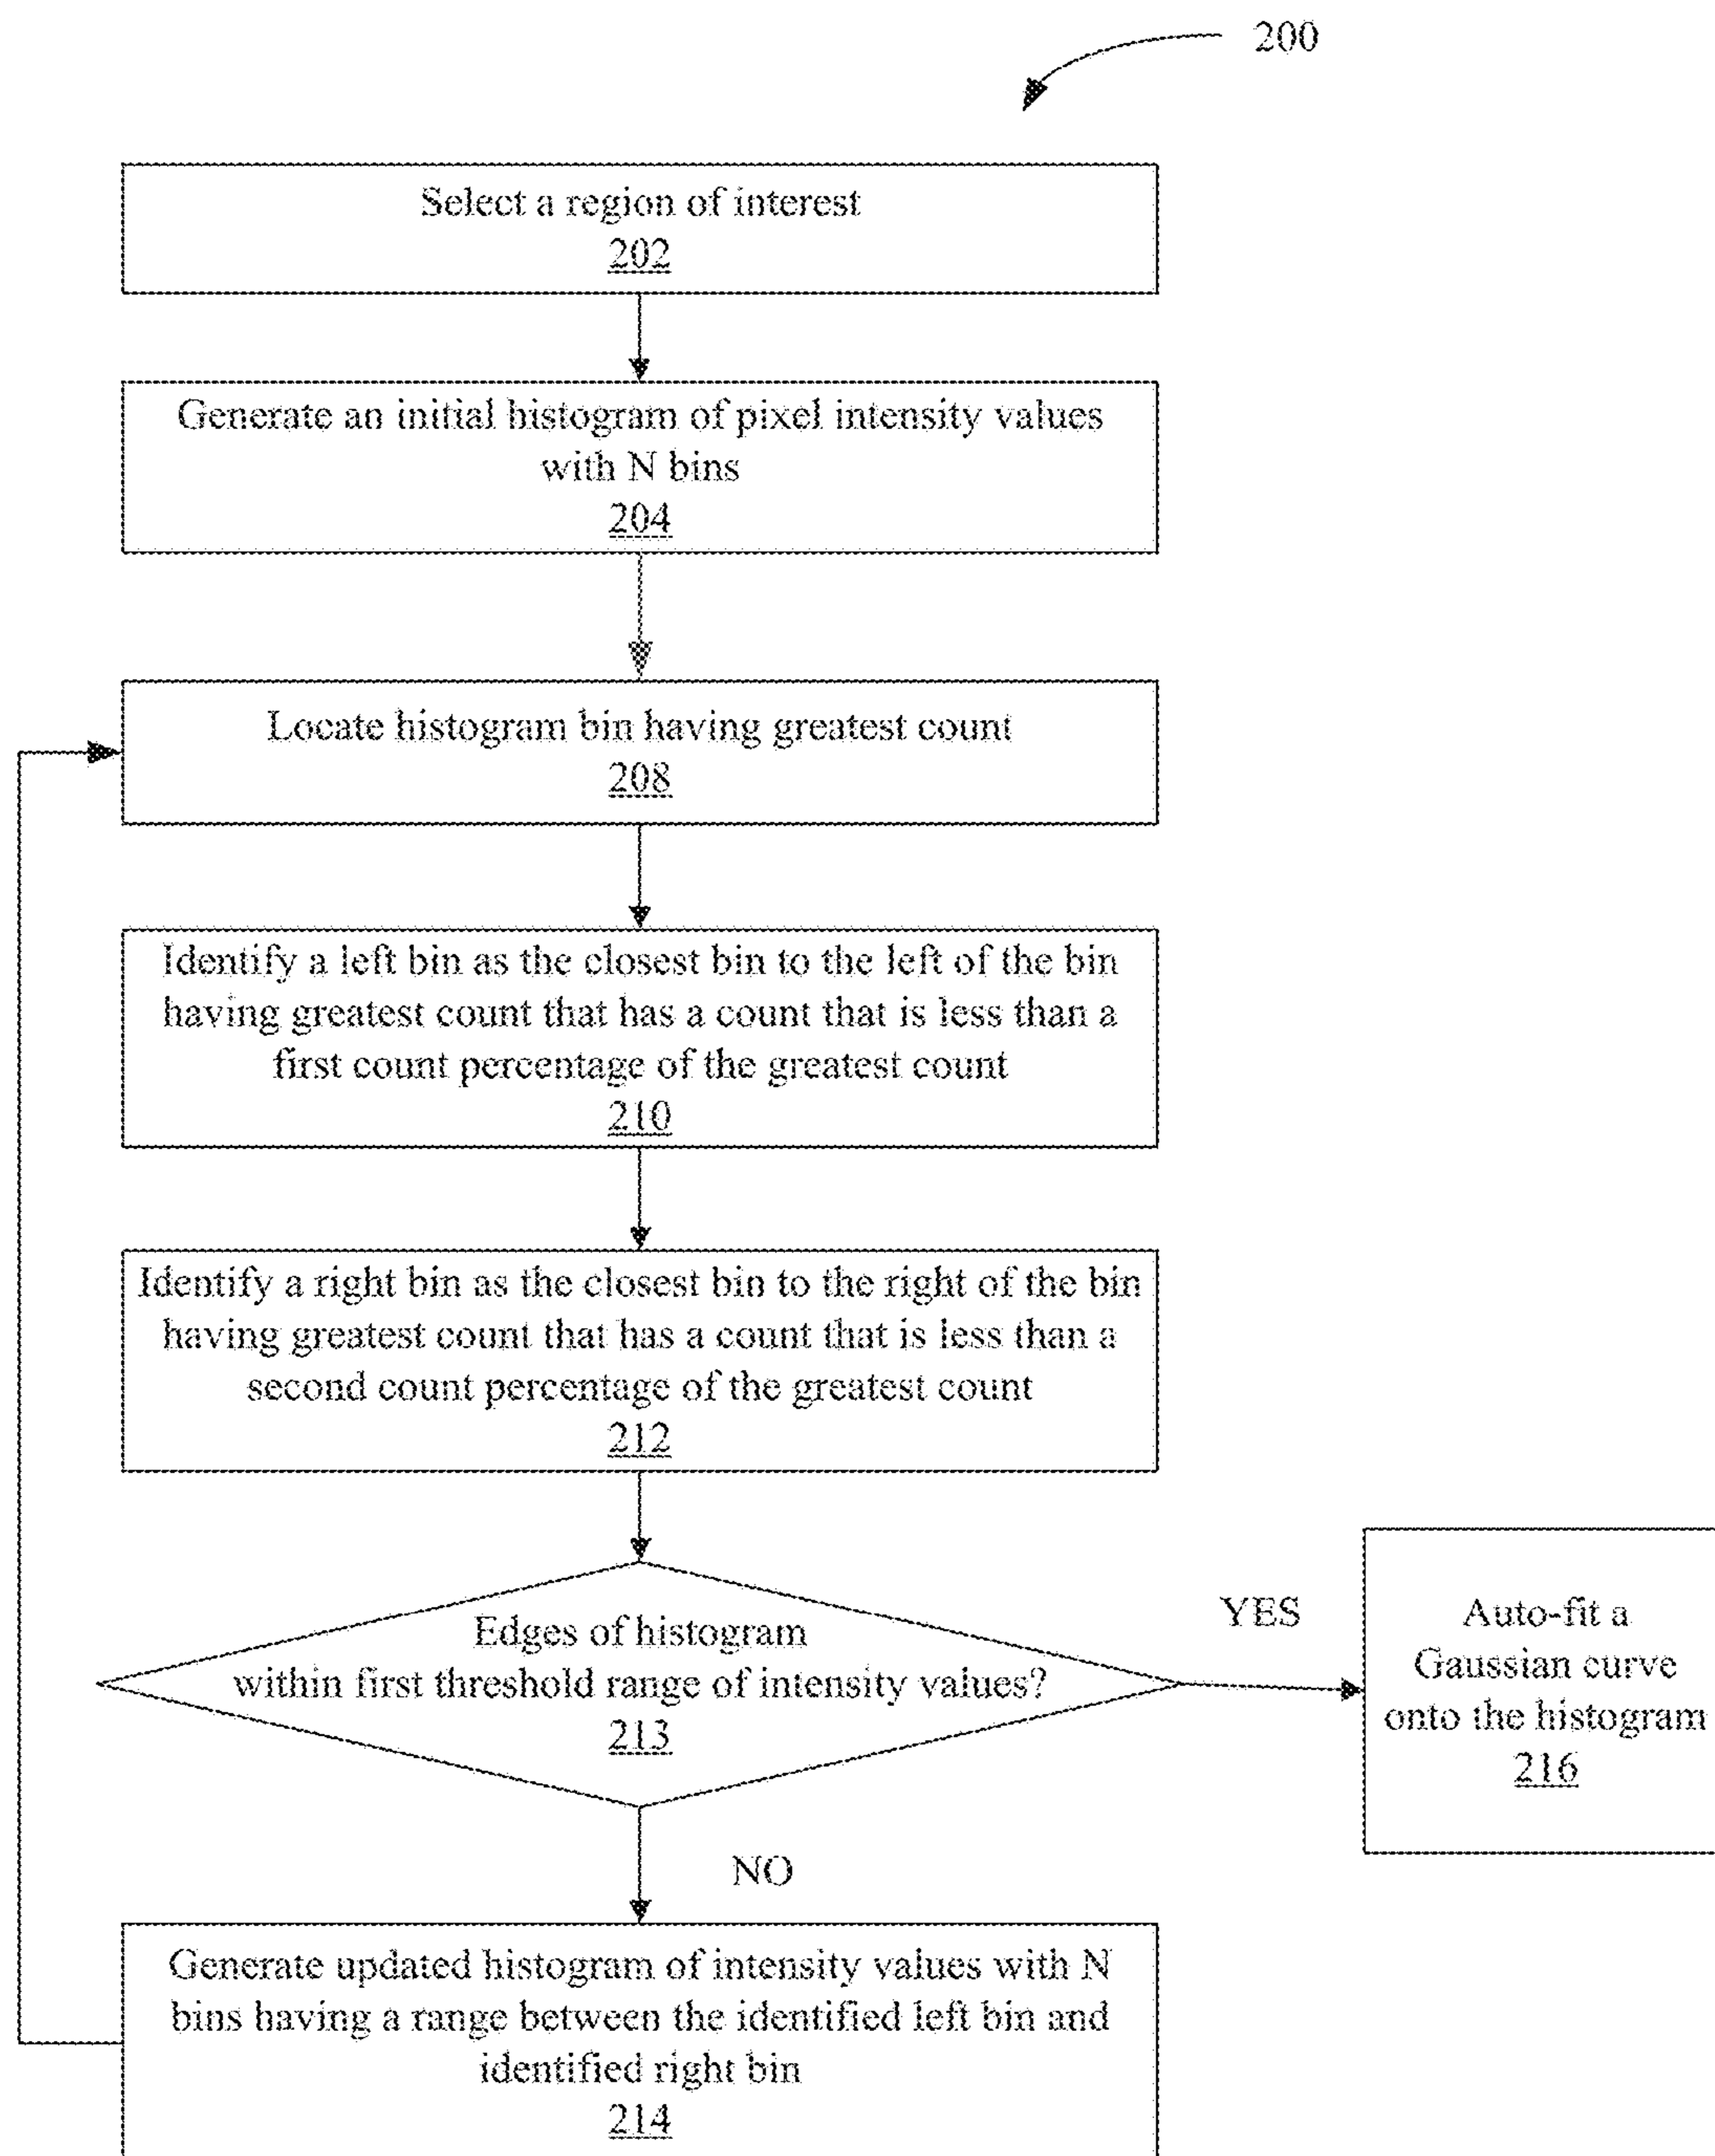 200
Select a region of interest
202
Generate an initial histogram of pixel intensity values
with N bins
204
Locate histogram bin having greatest count
208
Identify a left bin as the closest bin to the left of the bin
having greatest count that has a count that is less than a
first count percentage of the greatest count
210
Identify a right bin as the closest bin to the right of the bin
having greatest count that has a count that is less than a
second count percentage of the greatest count
212
Edges of histogram
within first threshold range of intensity values?
213
YES
Auto-fit a
Gaussian curve
onto the histogram
216
NO
Generate updated histogram of intensity values with N
bins having a range between the identified left bin and
identified right bin
214